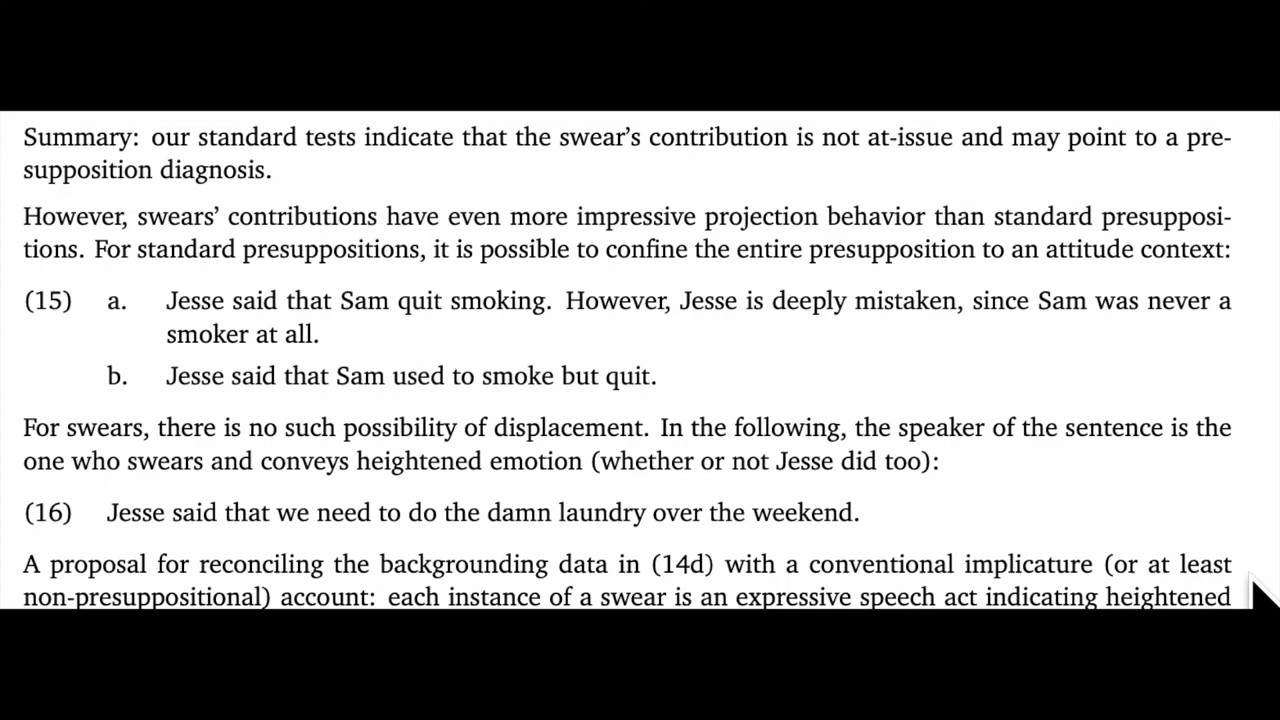 Summary: our standard tests indicate that the swear’s contribution is not at-issue and may point to a pre-
supposition diagnosis.
However, swears’ contributions have even more impressive projection behavior than standard presupposi-
tions. For standard presuppositions, it is possible to confine the entire presupposition to an attitude context:
(15) a. Jesse said that Sam quit smoking. However, Jesse is deeply mistaken, since Sam was never a
smoker at all.
b. Jesse said that Sam used to smoke but quit.
For swears, there is no such possibility of displacement. In the following, the speaker of the sentence is the
one who swears and conveys heightened emotion (whether or not Jesse did too):
(16) Jesse said that we need to do the damn laundry over the weekend.
A proposal for reconciling the backgrounding data in (14d) with a conventional implicature (or at least
non-presuppositional) account: each instance of a swear is an expressive speech act indicating heightened